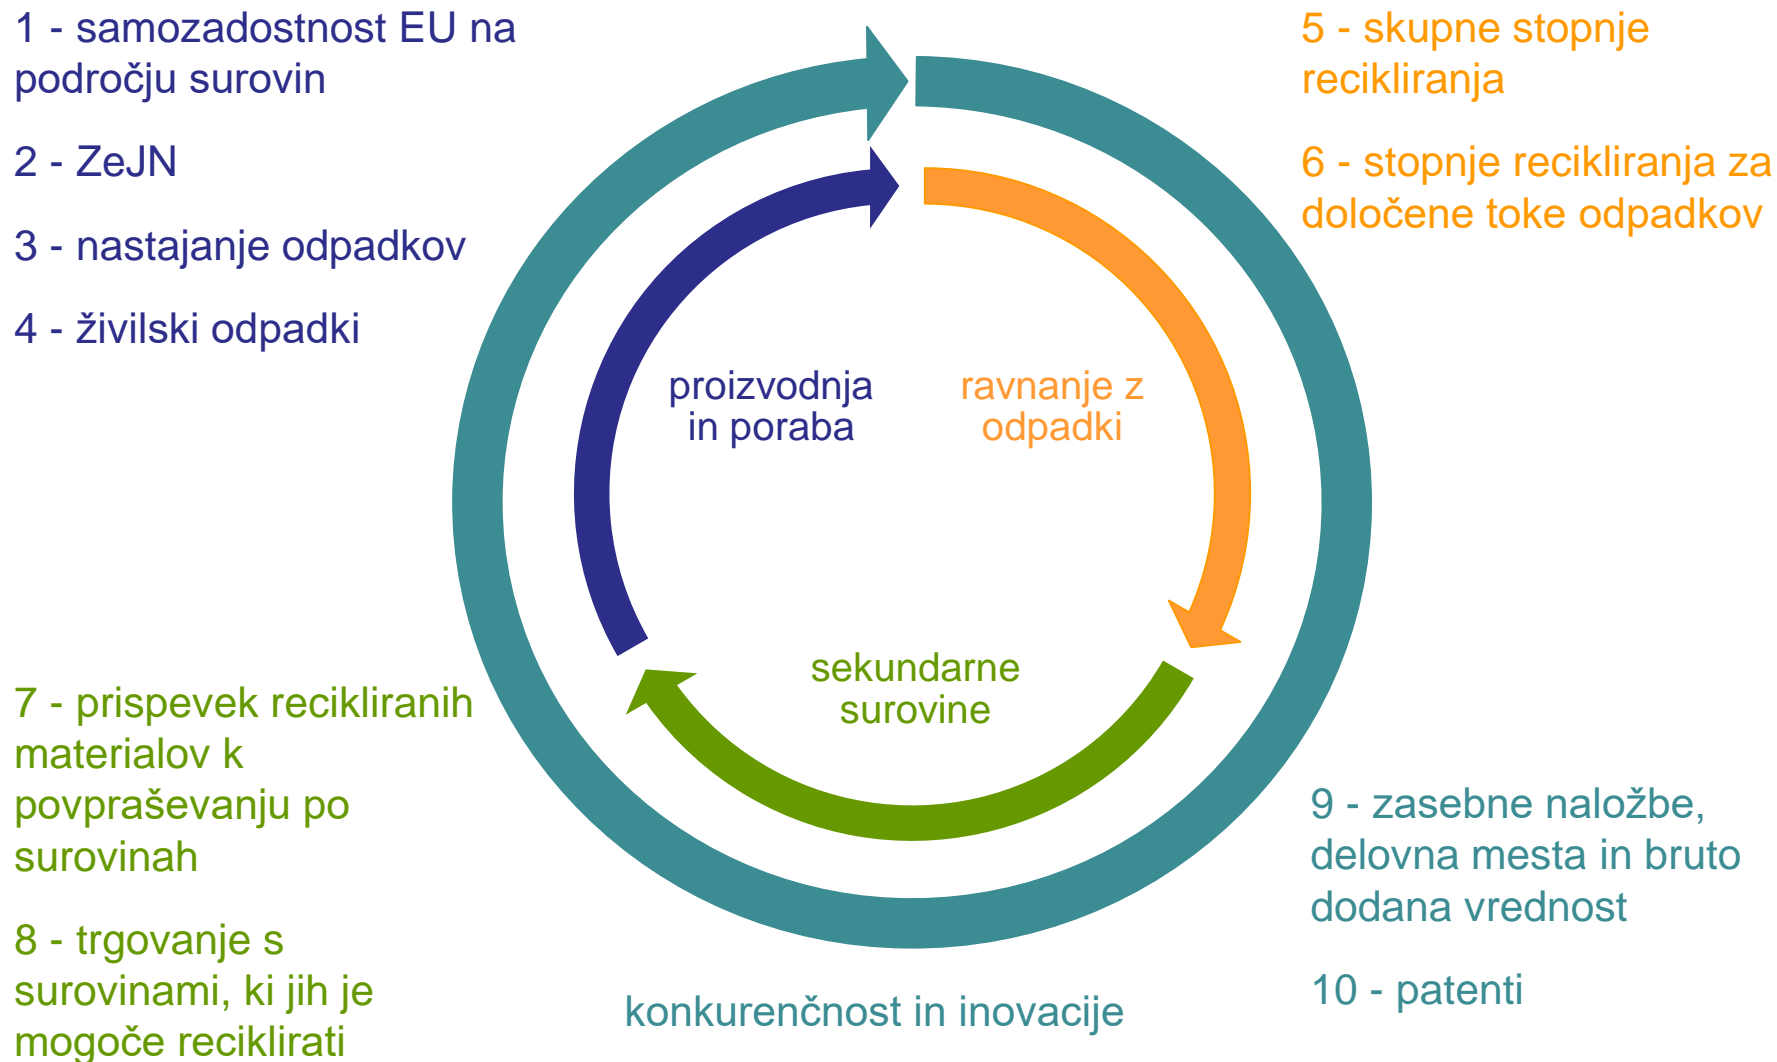 1 - samozadostnost EU na
področju surovin
2 - ZeJN
3 - nastajanje odpadkov
4 - živilski odpadki
5 - skupne stopnje
recikliranja
6 - stopnje recikliranja za
določene toke odpadkov
proizvodnja
in poraba
ravnanje z
odpadki
sekundarne
surovine
7 - prispevek recikliranih
materialov k
povpraševanju po
surovinah
8 - trgovanje s
surovinami, ki jih je
mogoče reciklirati
9 - zasebne naložbe,
delovna mesta in bruto
dodana vrednost
10 - patenti
konkurenčnost in inovacije